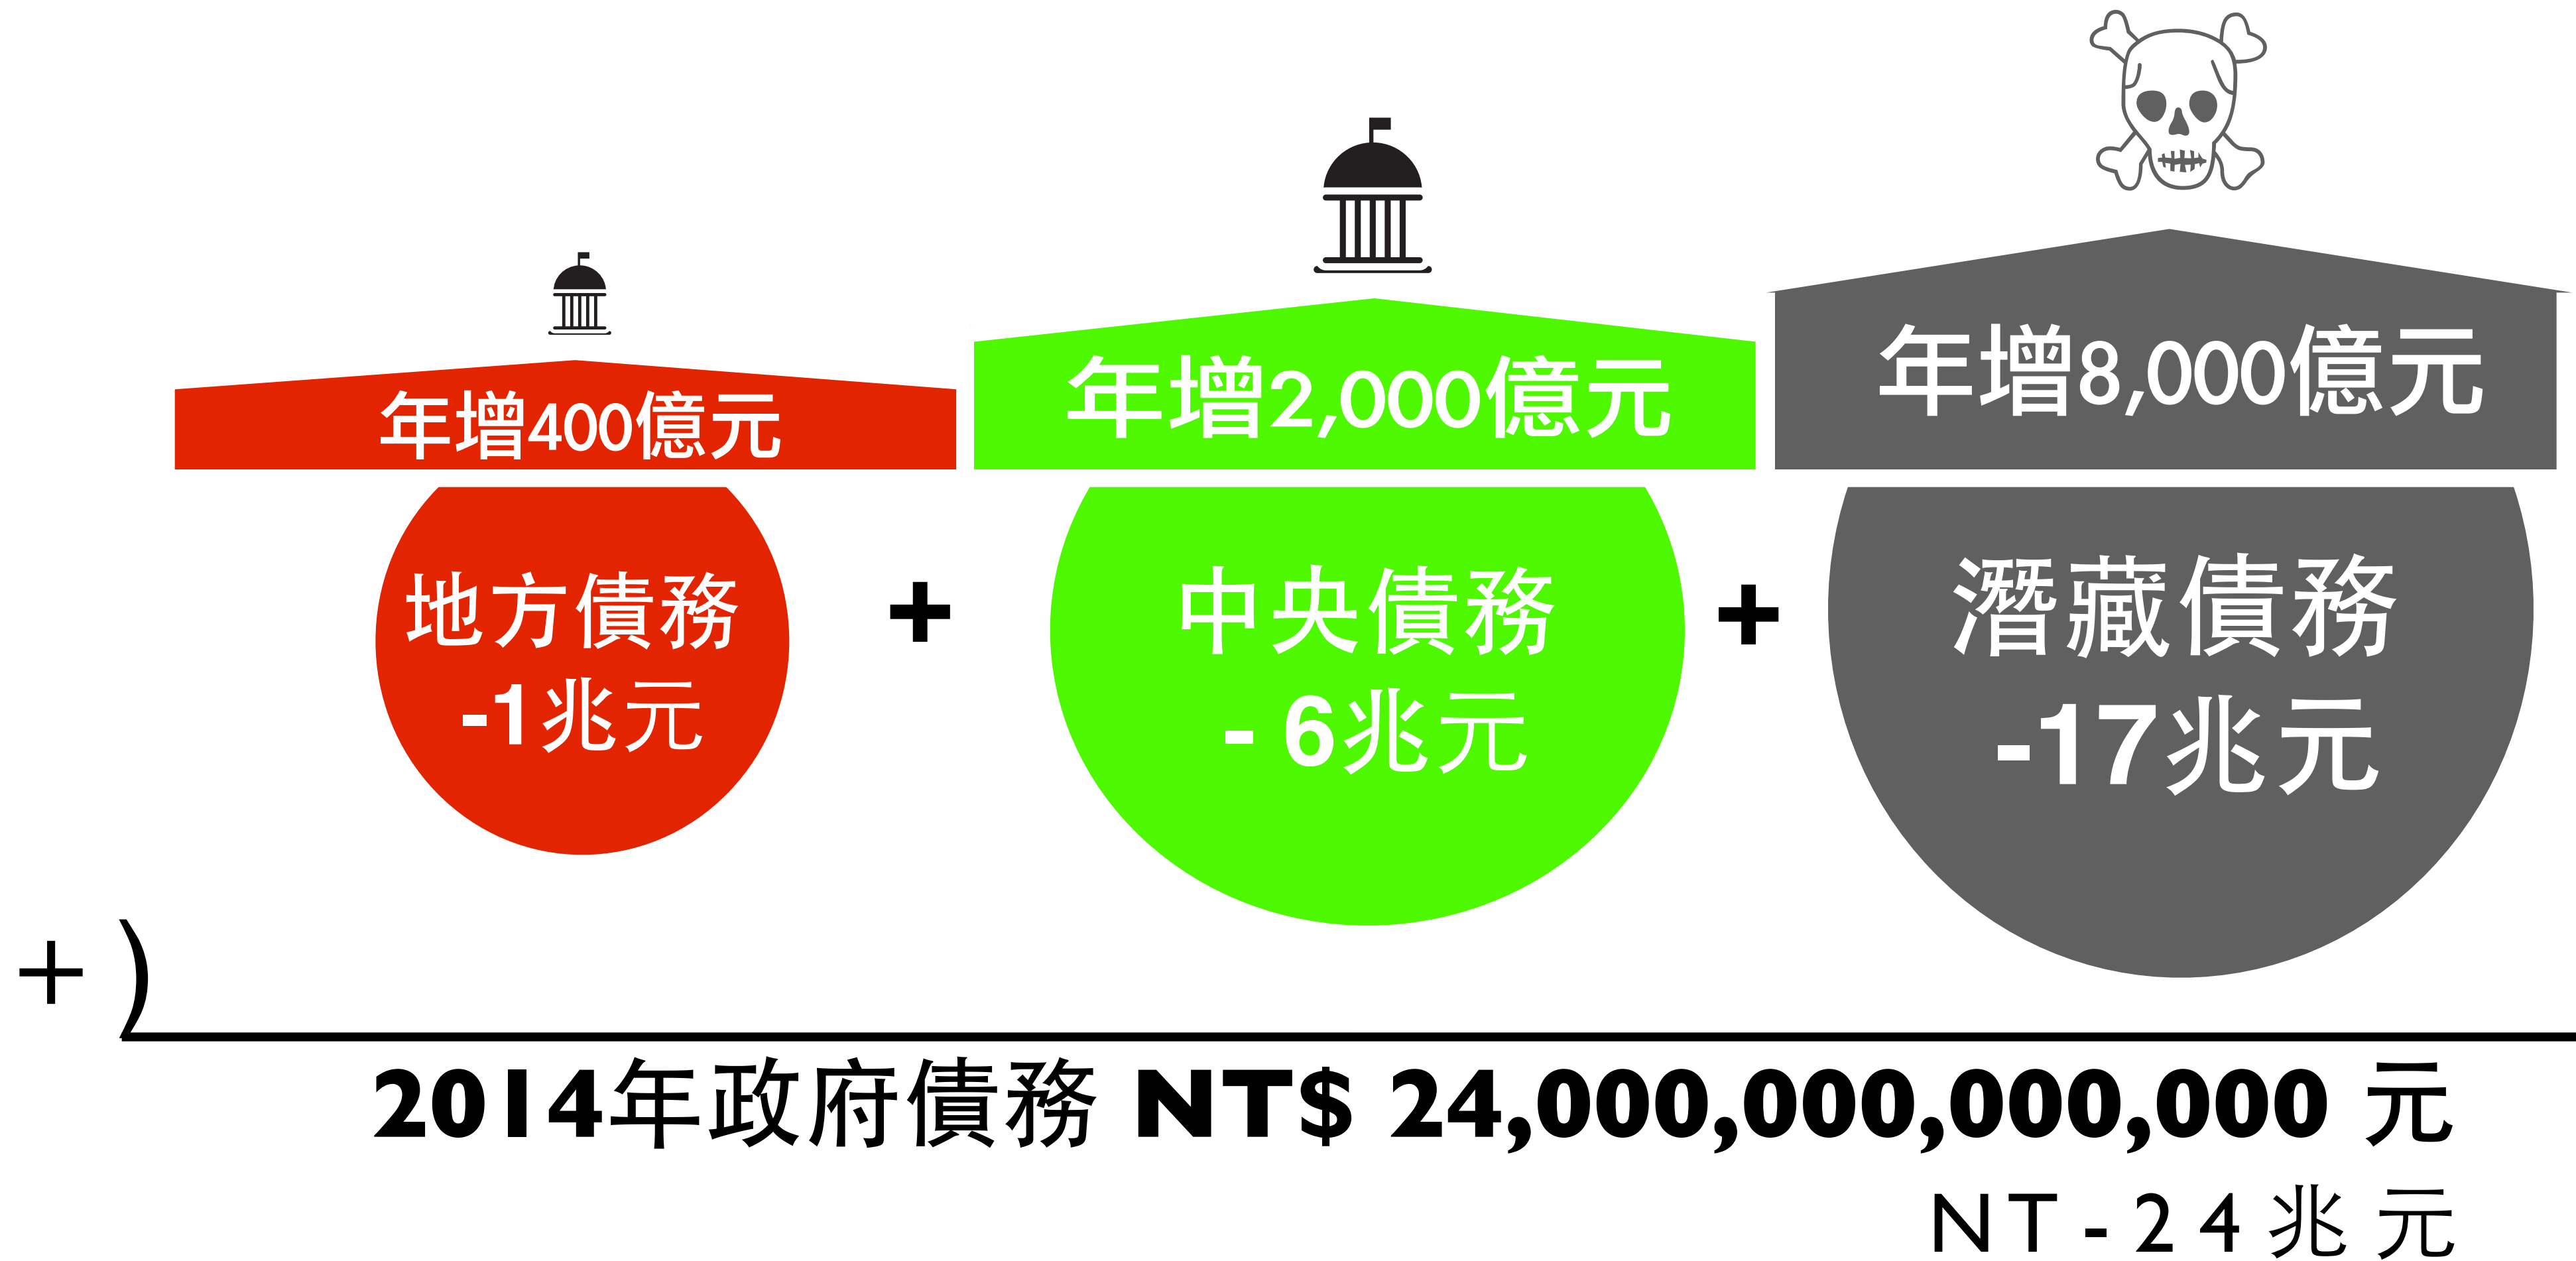 年增400億元
地方債務
-1兆元
+
年增2,000億元
中央債務
- 6兆元
+
年增8,000億元
潛藏債務
-17兆元
+)
2014年政府債務 NT$ 24,000,000,000,000 元
NT-24兆元